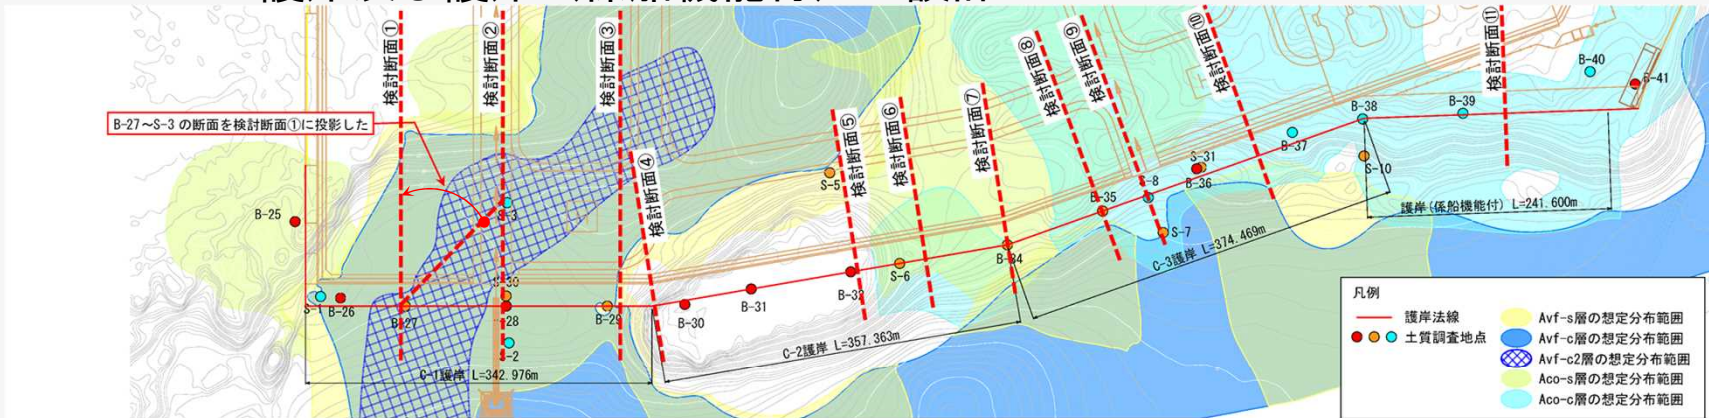 検討断面①
検討断面②
検討断面③
検討断面④
検討断面⑤
検討断面⑥
検討断面⑦
検討断面⑧
検討断面⑨
検討断面⑩
検討断面⑪
B-27～S-3 の断面を検討断面①に投影した
B-25
S-1
B-26
B-27
S-3
S-2
B-29
B-30
B-31
B-32
S-5
S-6
B-34
B-35
S-8
S-7
S-31
B-36
B-37
B-38
S-10
B-39
B-40
B-41
C-1護岸 L=342.976m
C-2護岸 L=357.363m
C-3護岸 L=374.469m
護岸(係船機能付) L=241.600m
凡例
護岸法線
土質調査地点
Avf-s層の想定分布範囲
Avf-c層の想定分布範囲
Avf-c2層の想定分布範囲
Aco-s層の想定分布範囲
Aco-c層の想定分布範囲